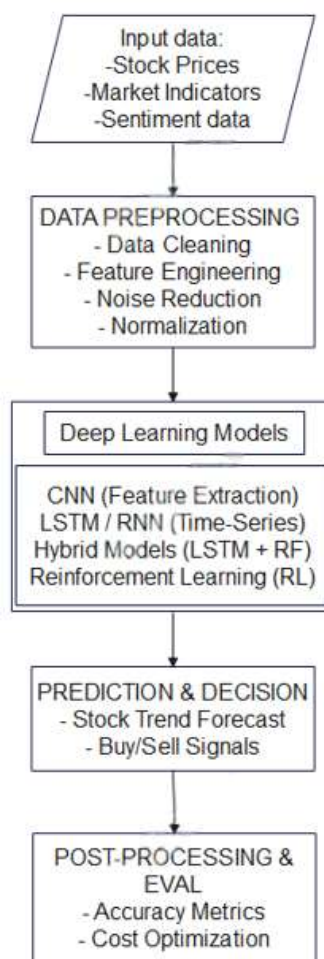 Input data:
-Stock Prices
-Market Indicators
-Sentiment data
DATA PREPROCESSING
- Data Cleaning
- Feature Engineering
- Noise Reduction
- Normalization
Deep Learning Models
CNN (Feature Extraction)
LSTM / RNN (Time-Series)
Hybrid Models (LSTM + RF)
Reinforcement Learning (RL)
PREDICTION & DECISION
- Stock Trend Forecast
- Buy/Sell Signals
POST-PROCESSING &
EVAL
- Accuracy Metrics
- Cost Optimization